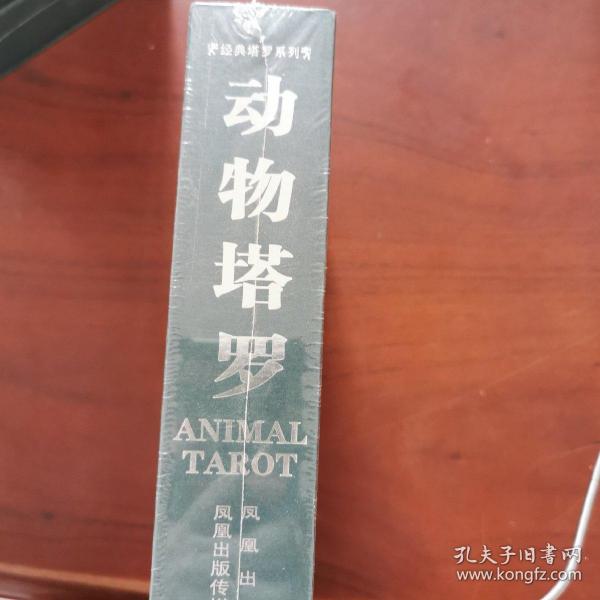 经典塔罗系列
动物塔罗
ANIMAL
TAROT
凤凰出
凤凰出版传
孔夫子旧书网
www.kongfz.com